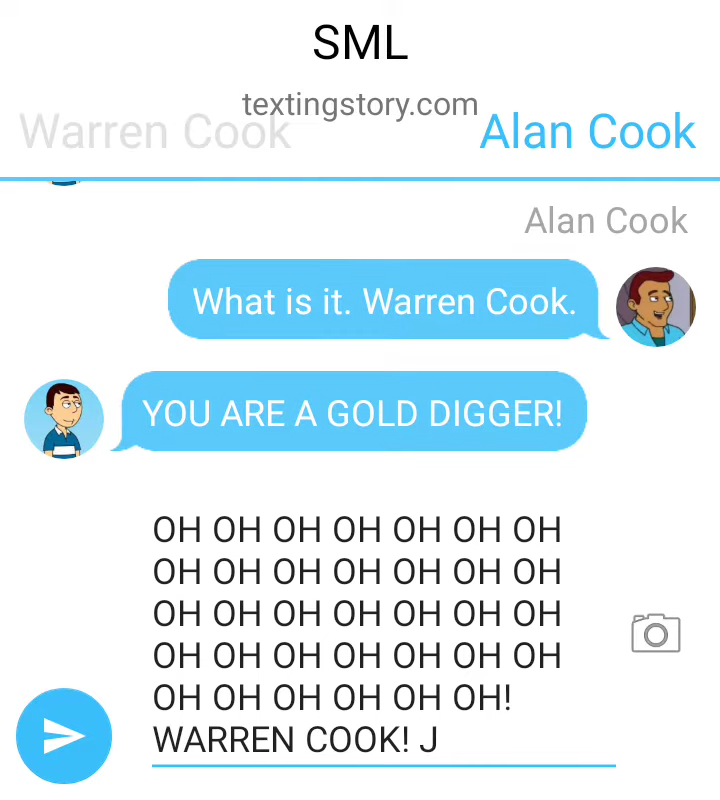 SML
textingstory.com
Warren Cook
Alan Cook
Alan Cook
What is it. Warren Cook.
YOU ARE A GOLD DIGGER!
OH OH OH OH OH OH OH
OH OH OH OH OH OH OH
OH OH OH OH OH OH OH
OH OH OH OH OH OH OH
OH OH OH OH OH OH!
WARREN COOK! J